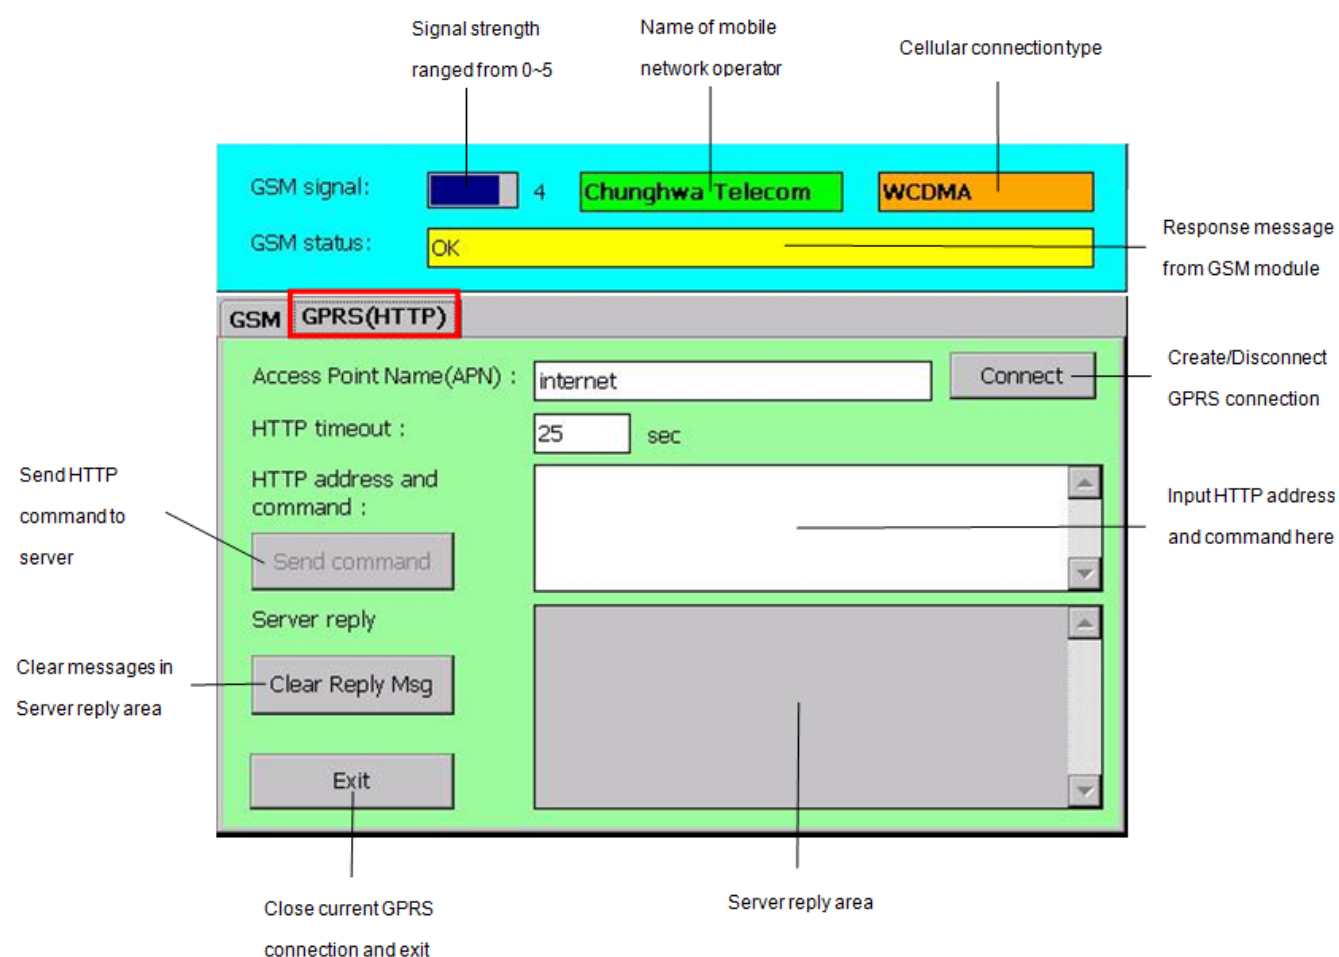 Signal strength
ranged from 0~5
Name of mobile
network operator
Cellular connection type
GSM signal:
4
Chunghwa Telecom
WCDMA
GSM status:
OK
Response message
from GSM module
GSM
GPRS(HTTP)
Access Point Name(APN) :
internet
Connect
Create/Disconnect
GPRS connection
HTTP timeout :
25
sec
HTTP address and
command :
Send HTTP
command to
server
Input HTTP address
and command here
Send command
Server reply
Clear messages in
Server reply area
Clear Reply Msg
Exit
Close current GPRS
connection and exit
Server reply area